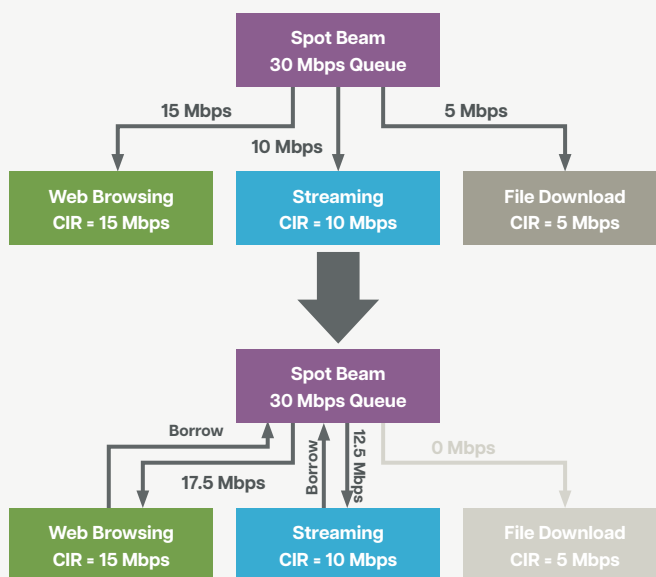 Spot Beam
30 Mbps Queue
15 Mbps
10 Mbps
5 Mbps
Web Browsing
CIR = 15 Mbps
Streaming
CIR = 10 Mbps
File Download
CIR = 5 Mbps
Spot Beam
30 Mbps Queue
Borrow
17.5 Mbps
Borrow
12.5 Mbps
0 Mbps
Web Browsing
CIR = 15 Mbps
Streaming
CIR = 10 Mbps
File Download
CIR = 5 Mbps